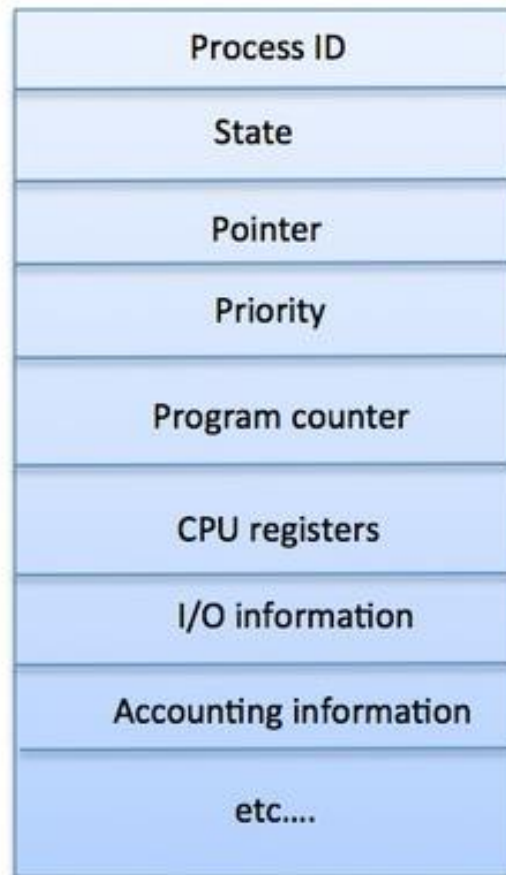 Process ID
State
Pointer
Priority
Program counter
CPU registers
I/O information
Accounting information
etc....